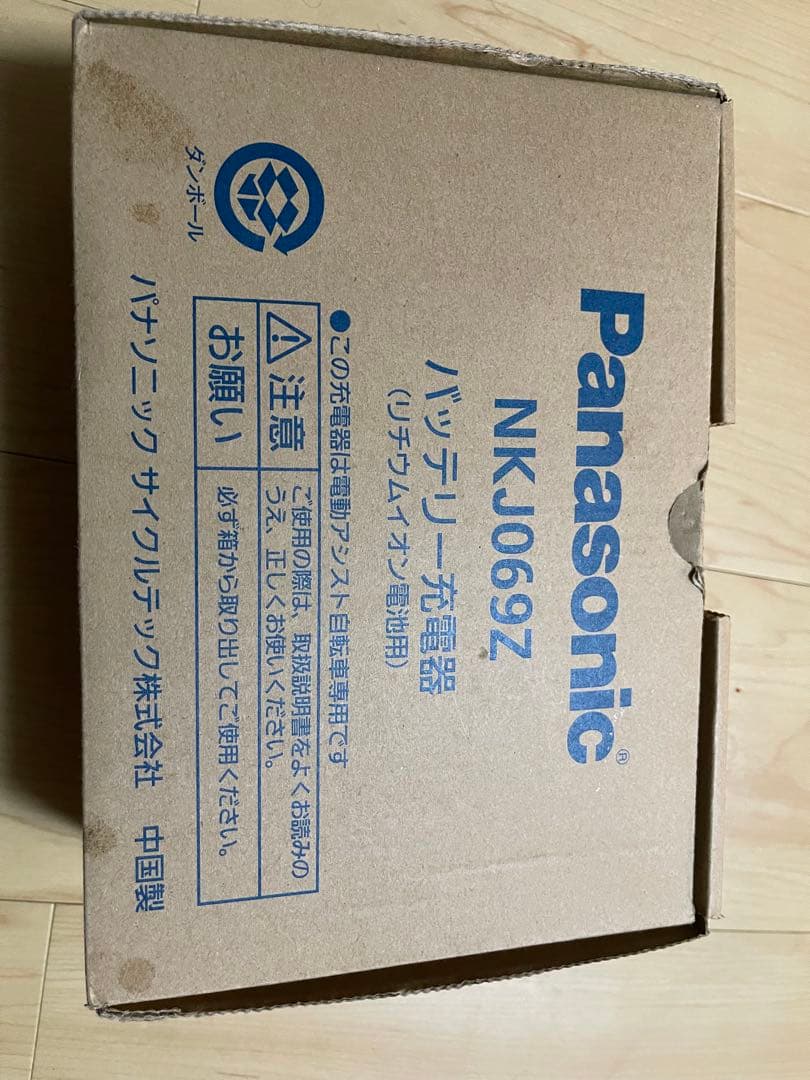 Panasonic®
NKJ069Z
バッテリー充電器
(リチウムイオン電池用)
●この充電器は電動アシスト自転車専用です
注意
ご使用の際は、取扱説明書をよくお読みの
うえ、正しくお使いください。
お願い
必ず箱から取り出してご使用ください。
ダンボール
パナソニック サイクルテック株式会社 中国製